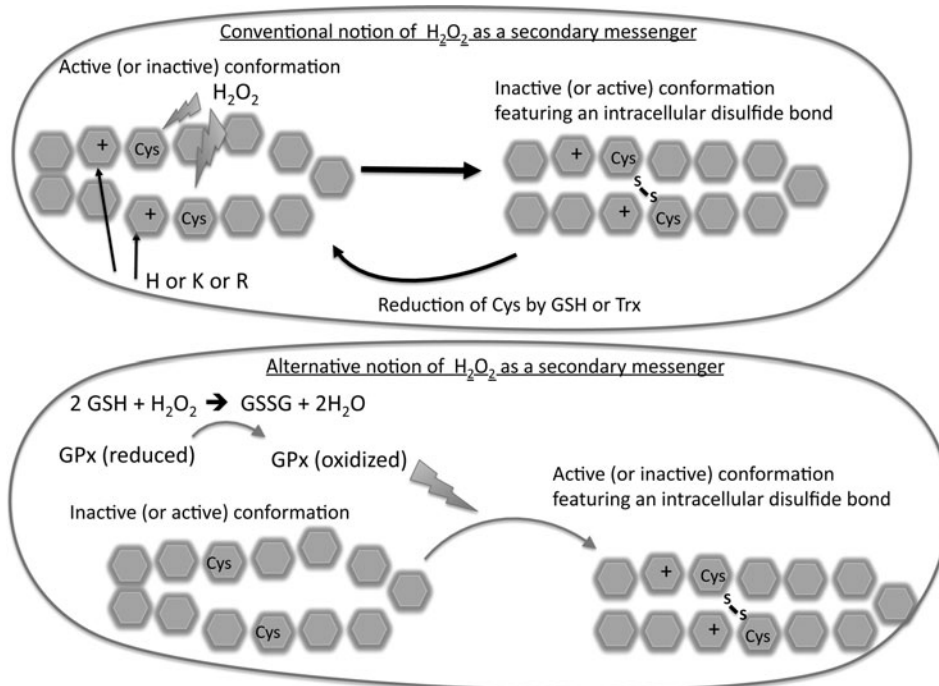 Conventional notion of H₂O₂ as a secondary messenger
Active (or inactive) conformation
H₂O₂
Inactive (or active) conformation
featuring an intracellular disulfide bond
+ Cys
+ Cys
+ Cys
S
S
+ Cys
H or K or R
Reduction of Cys by GSH or Trx
Alternative notion of H₂O₂ as a secondary messenger
2 GSH + H₂O₂ ➔ GSSG + 2H₂O
GPx (reduced)
GPx (oxidized)
Active (or inactive) conformation
featuring an intracellular disulfide bond
Inactive (or active) conformation
Cys
Cys
+ Cys
S
S
+ Cys